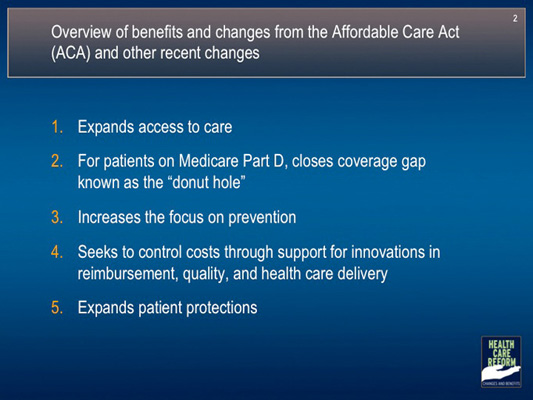 2
Overview of benefits and changes from the Affordable Care Act
(ACA) and other recent changes
1. Expands access to care
2. For patients on Medicare Part D, closes coverage gap
known as the “donut hole”
3. Increases the focus on prevention
4. Seeks to control costs through support for innovations in
reimbursement, quality, and health care delivery
5. Expands patient protections
HEALTH
CARE
REFORM
CHANGES AND BENEFITS